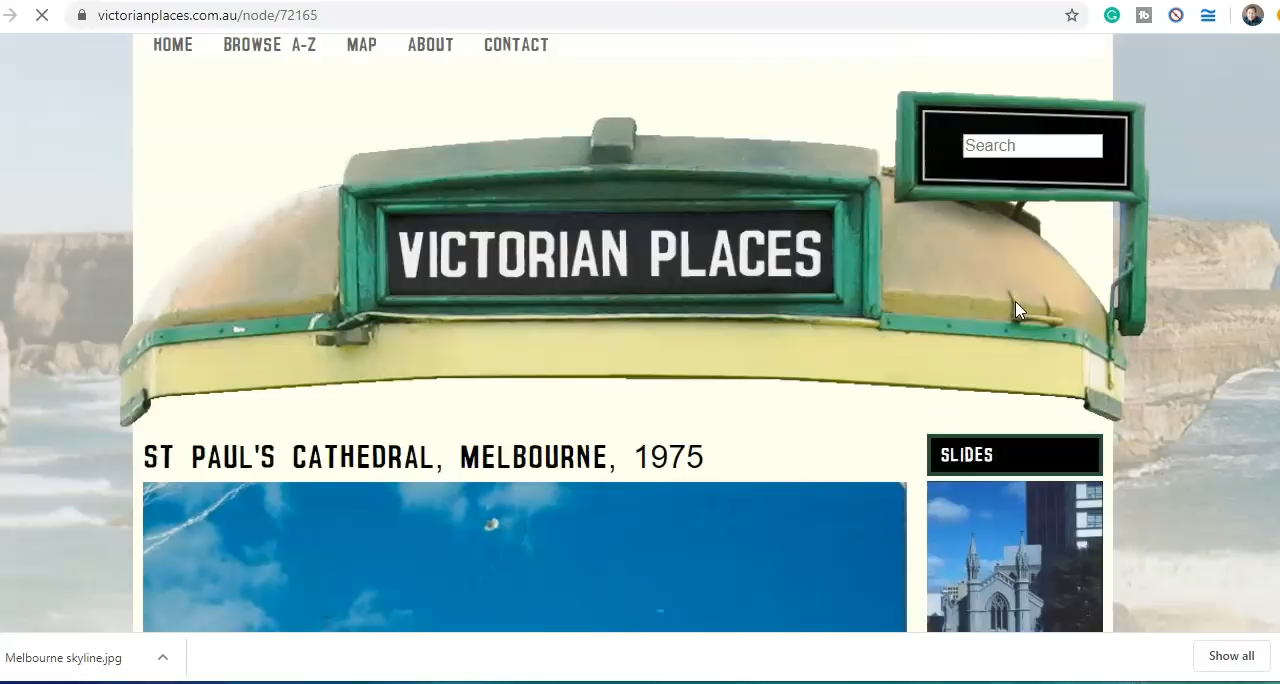 victorianplaces.com.au/node/72165
HOME BROWSE A-Z MAP ABOUT CONTACT
Search
VICTORIAN PLACES
ST PAUL'S CATHEDRAL, MELBOURNE, 1975
SLIDES
Melbourne skyline.jpg
Show all